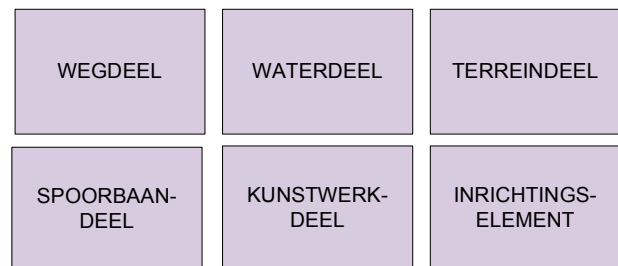 WEGDEEL
WATERDEEL
TERREINDEEL
SPOORBAAN-
DEEL
KUNSTWERK-
DEEL
INRICHTINGS-
ELEMENT